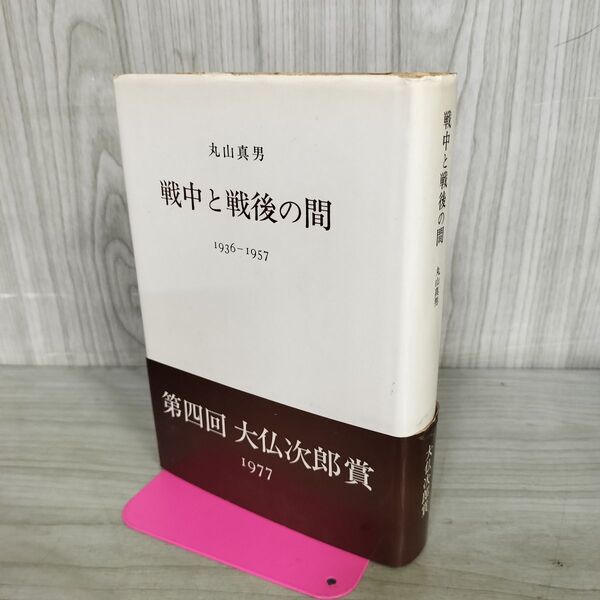 丸山真男
戦中と戦後の間
1936-1957
第四回 大仏次郎賞
1977
戦中と戦後の間
丸山真男
大仏次郎賞